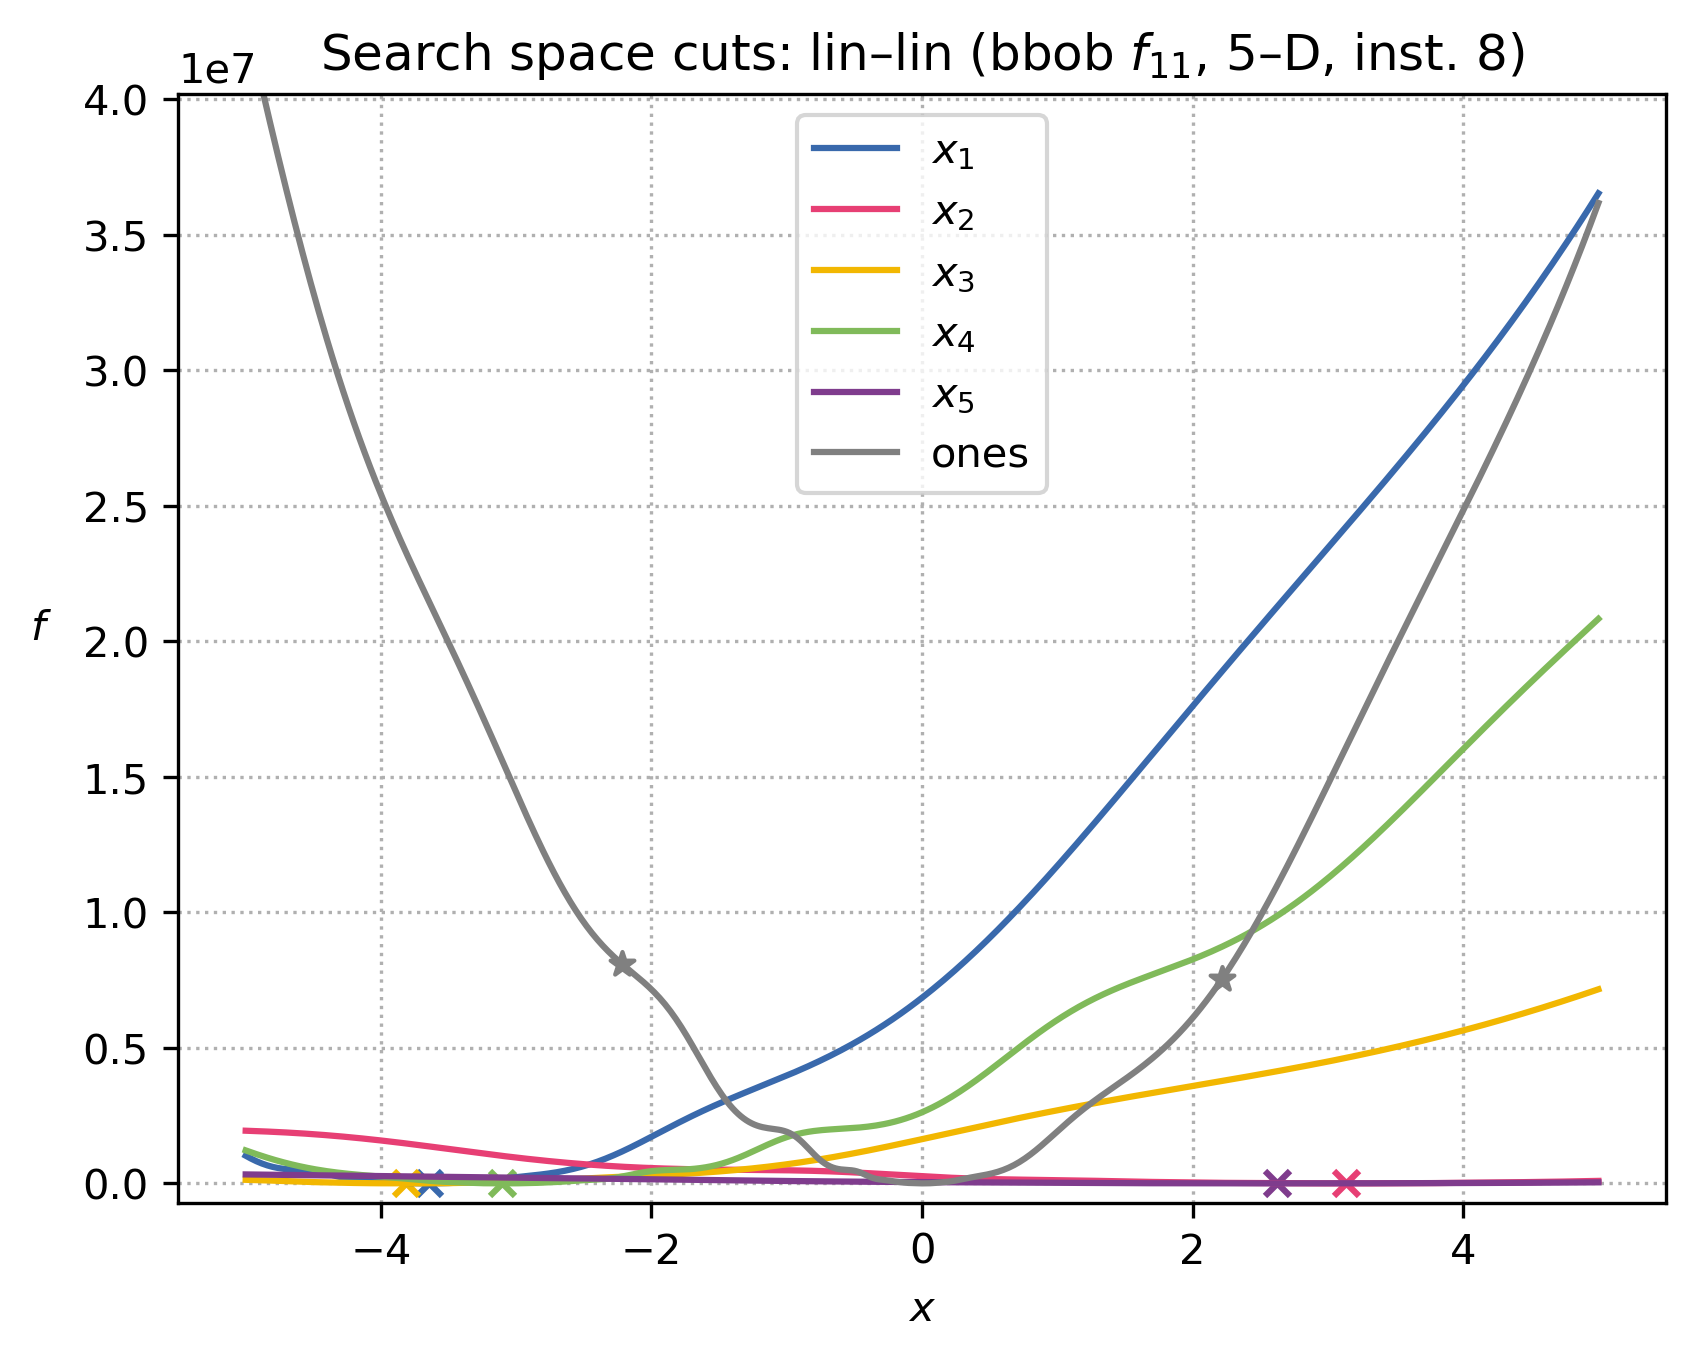 Search space cuts: lin–lin (bbob f₁₁, 5–D, inst. 8)
1e7
4.0
3.5
3.0
2.5
2.0
1.5
1.0
0.5
0.0
f
x₁
x₂
x₃
x₄
x₅
ones
−4 −2 0 2 4
x